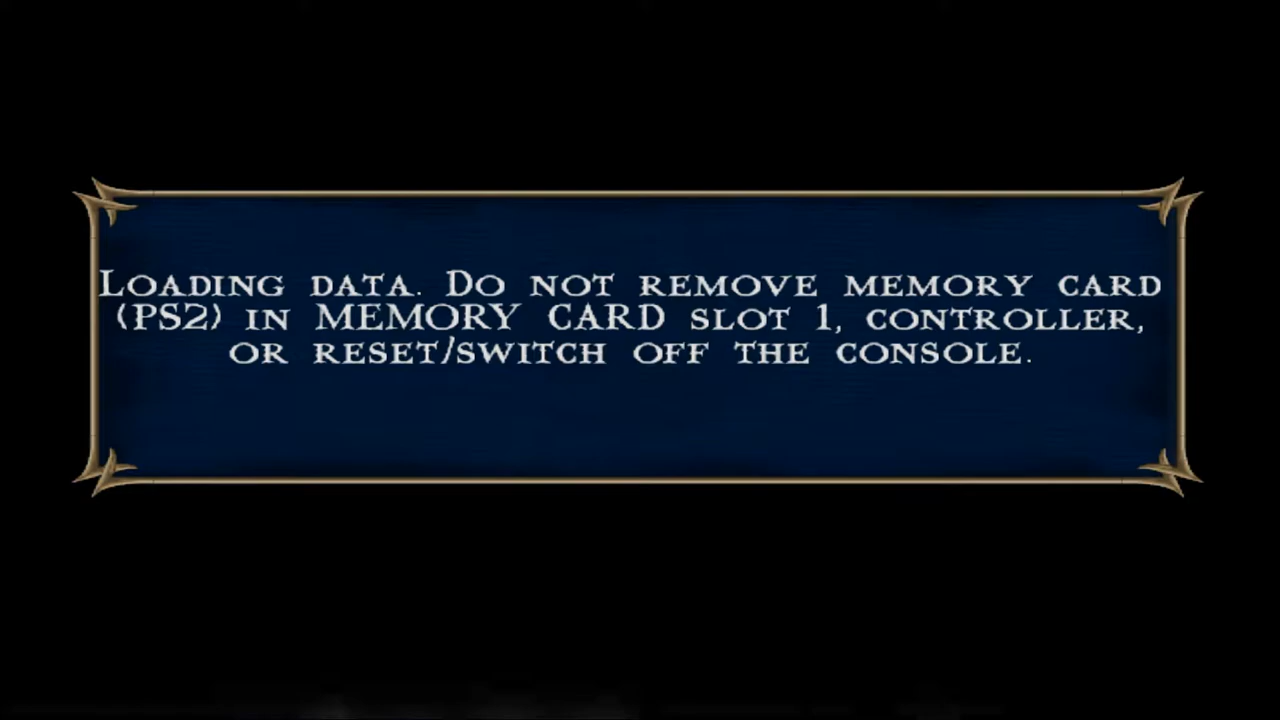 Loading data. Do not remove memory card
(PS2) in MEMORY CARD slot 1, controller,
or reset/switch off the console.